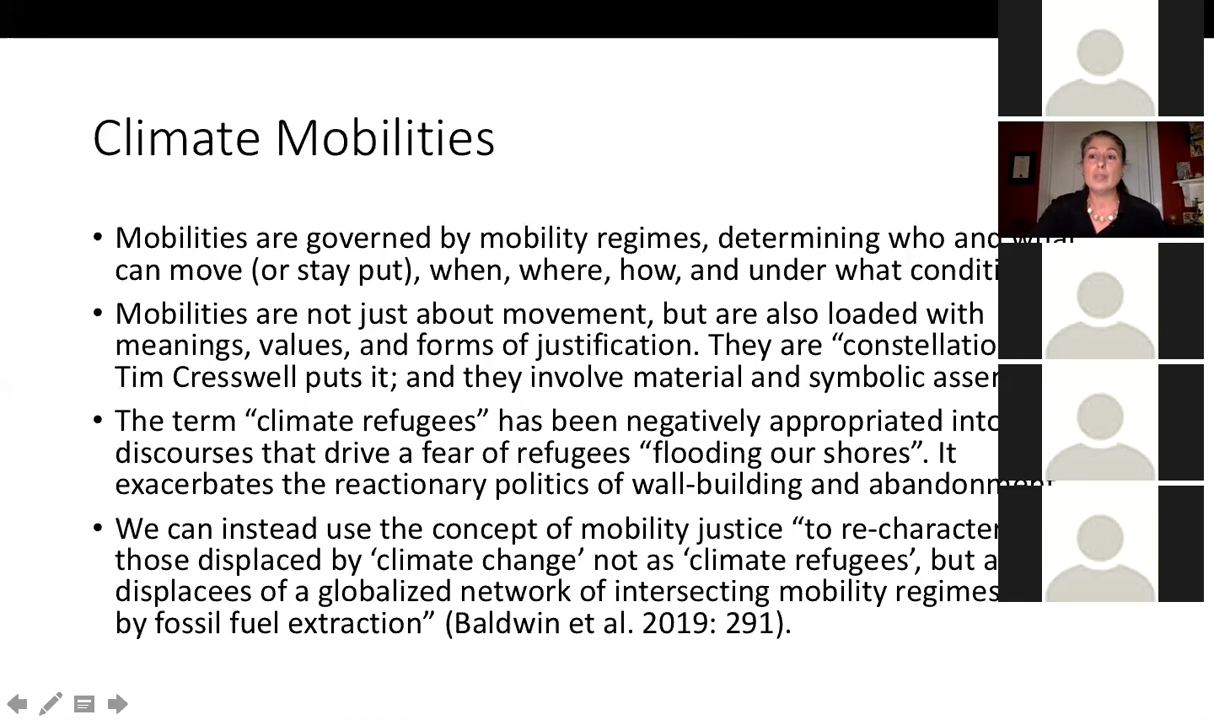 Climate Mobilities
• Mobilities are governed by mobility regimes, determining who and what
can move (or stay put), when, where, how, and under what
• Mobilities are not just about movement, but are also loaded with
meanings, values, and forms of justification. They are
Tim Cresswell puts it; and they involve material and symbolic
• The term “climate refugees” has been negatively appropriated into
discourses that drive a fear of refugees “flooding our shores”. It
exacerbates the reactionary politics of wall-building and abandonment
• We can instead use the concept of mobility justice “to
those displaced by ‘climate change’ not as ‘climate refugees’, but
displacees of a globalized network of intersecting mobility regimes
by fossil fuel extraction” (Baldwin et al. 2019: 291).